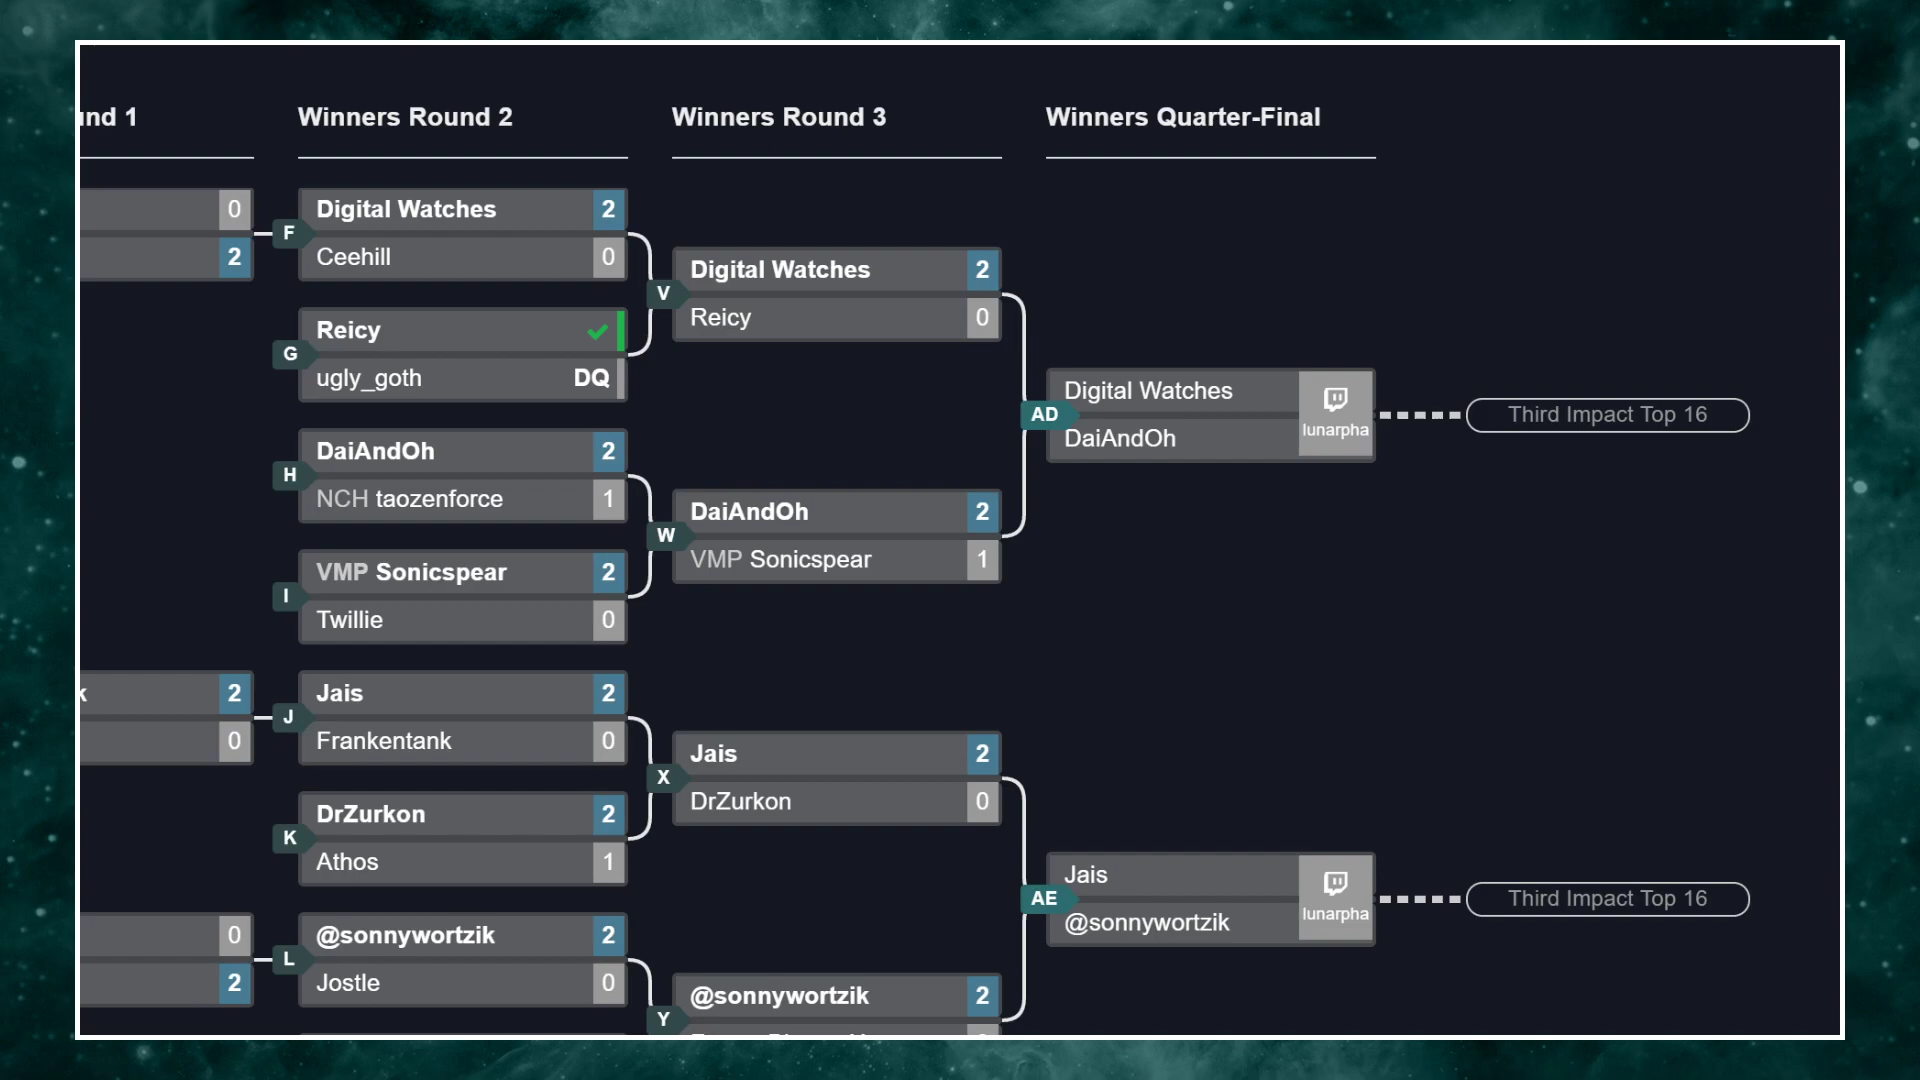 und 1
Winners Round 2
Winners Round 3
Winners Quarter-Final
0
2
F
Digital Watches 2
Ceehill 0
G
Reicy
ugly_goth DQ
V
Digital Watches 2
Reicy 0
H
DaiAndOh 2
NCH taozenforce 1
I
VMP Sonicspear 2
Twillie 0
W
DaiAndOh 2
VMP Sonicspear 1
AD
Digital Watches
DaiAndOh
lunarpha
Third Impact Top 16
k 2
0
J
Jais 2
Frankentank 0
K
DrZurkon 2
Athos 1
X
Jais 2
DrZurkon 0
0
2
L
@sonnywortzik 2
Jostle 0
Y
@sonnywortzik 2
AE
Jais
@sonnywortzik
lunarpha
Third Impact Top 16